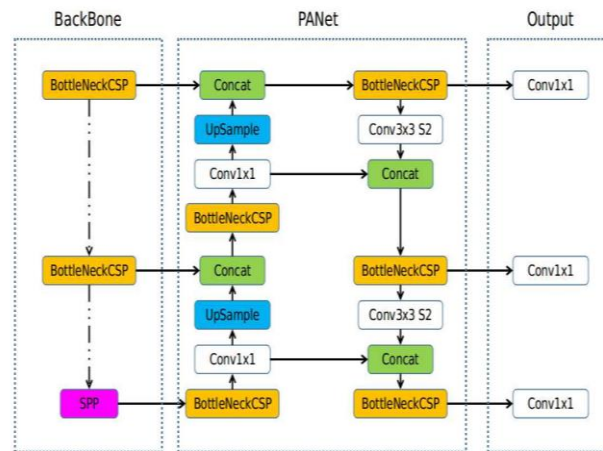 BackBone PANet Output
BottleNeckCSP Concat BottleNeckCSP Conv1x1
UpSample Conv3x3 S2
Conv1x1 Concat
BottleNeckCSP
BottleNeckCSP Concat BottleNeckCSP Conv1x1
UpSample Conv3x3 S2
Conv1x1 Concat
SPP BottleNeckCSP BottleNeckCSP Conv1x1